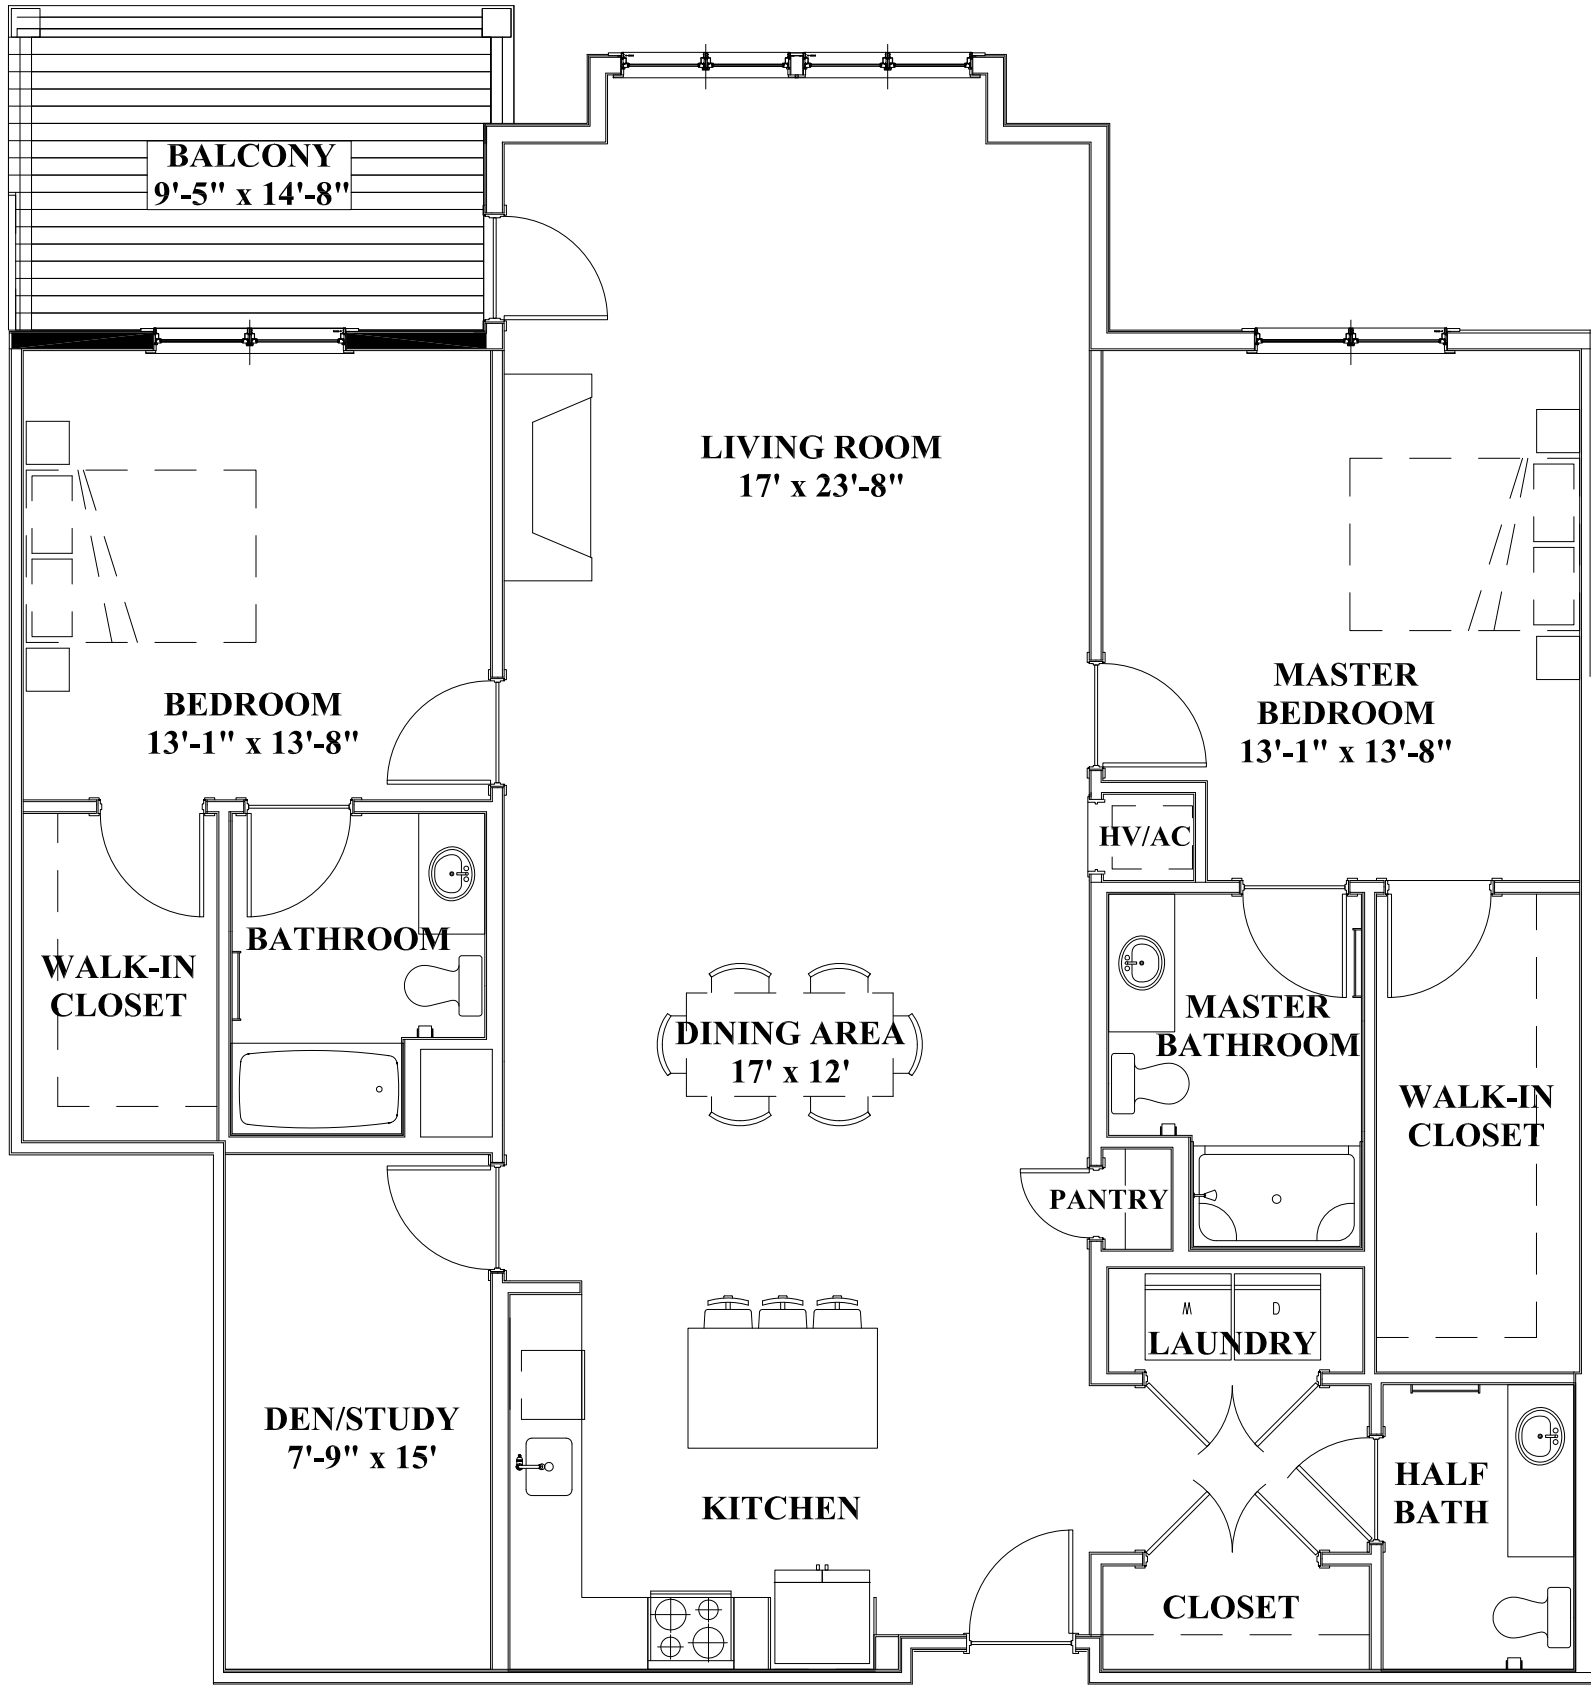 BALCONY
9'-5" x 14'-8"
LIVING ROOM
17' x 23'-8"
BEDROOM
13'-1" x 13'-8"
MASTER
BEDROOM
13'-1" x 13'-8"
HV/AC
WALK-IN
CLOSET
BATHROOM
DINING AREA
17' x 12'
MASTER
BATHROOM
WALK-IN
CLOSET
PANTRY
W
D
LAUNDRY
DEN/STUDY
7'-9" x 15'
KITCHEN
HALF
BATH
CLOSET